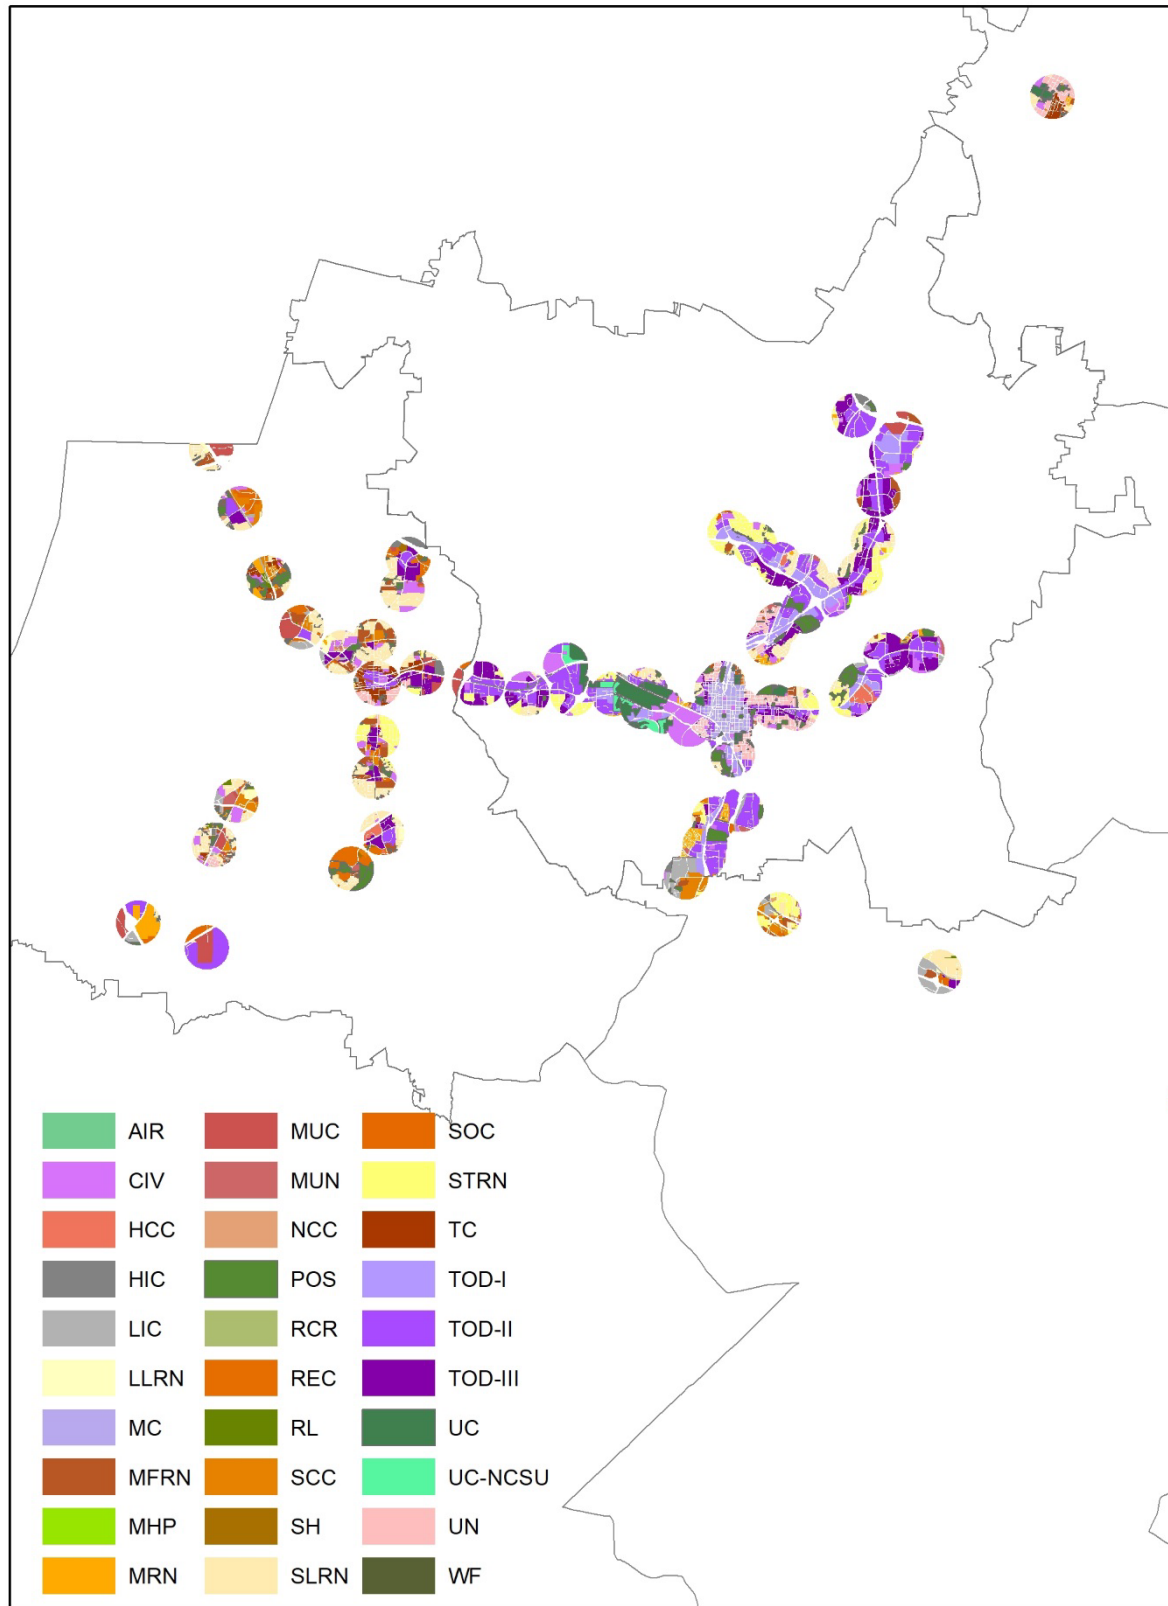 AIR MUC SOC
CIV MUN STRN
HCC NCC TC
HIC POS TOD-I
LIC RCR TOD-II
LLRN REC TOD-III
MC RL UC
MFRN SCC UC-NCSU
MHP SH UN
MRN SLRN WF